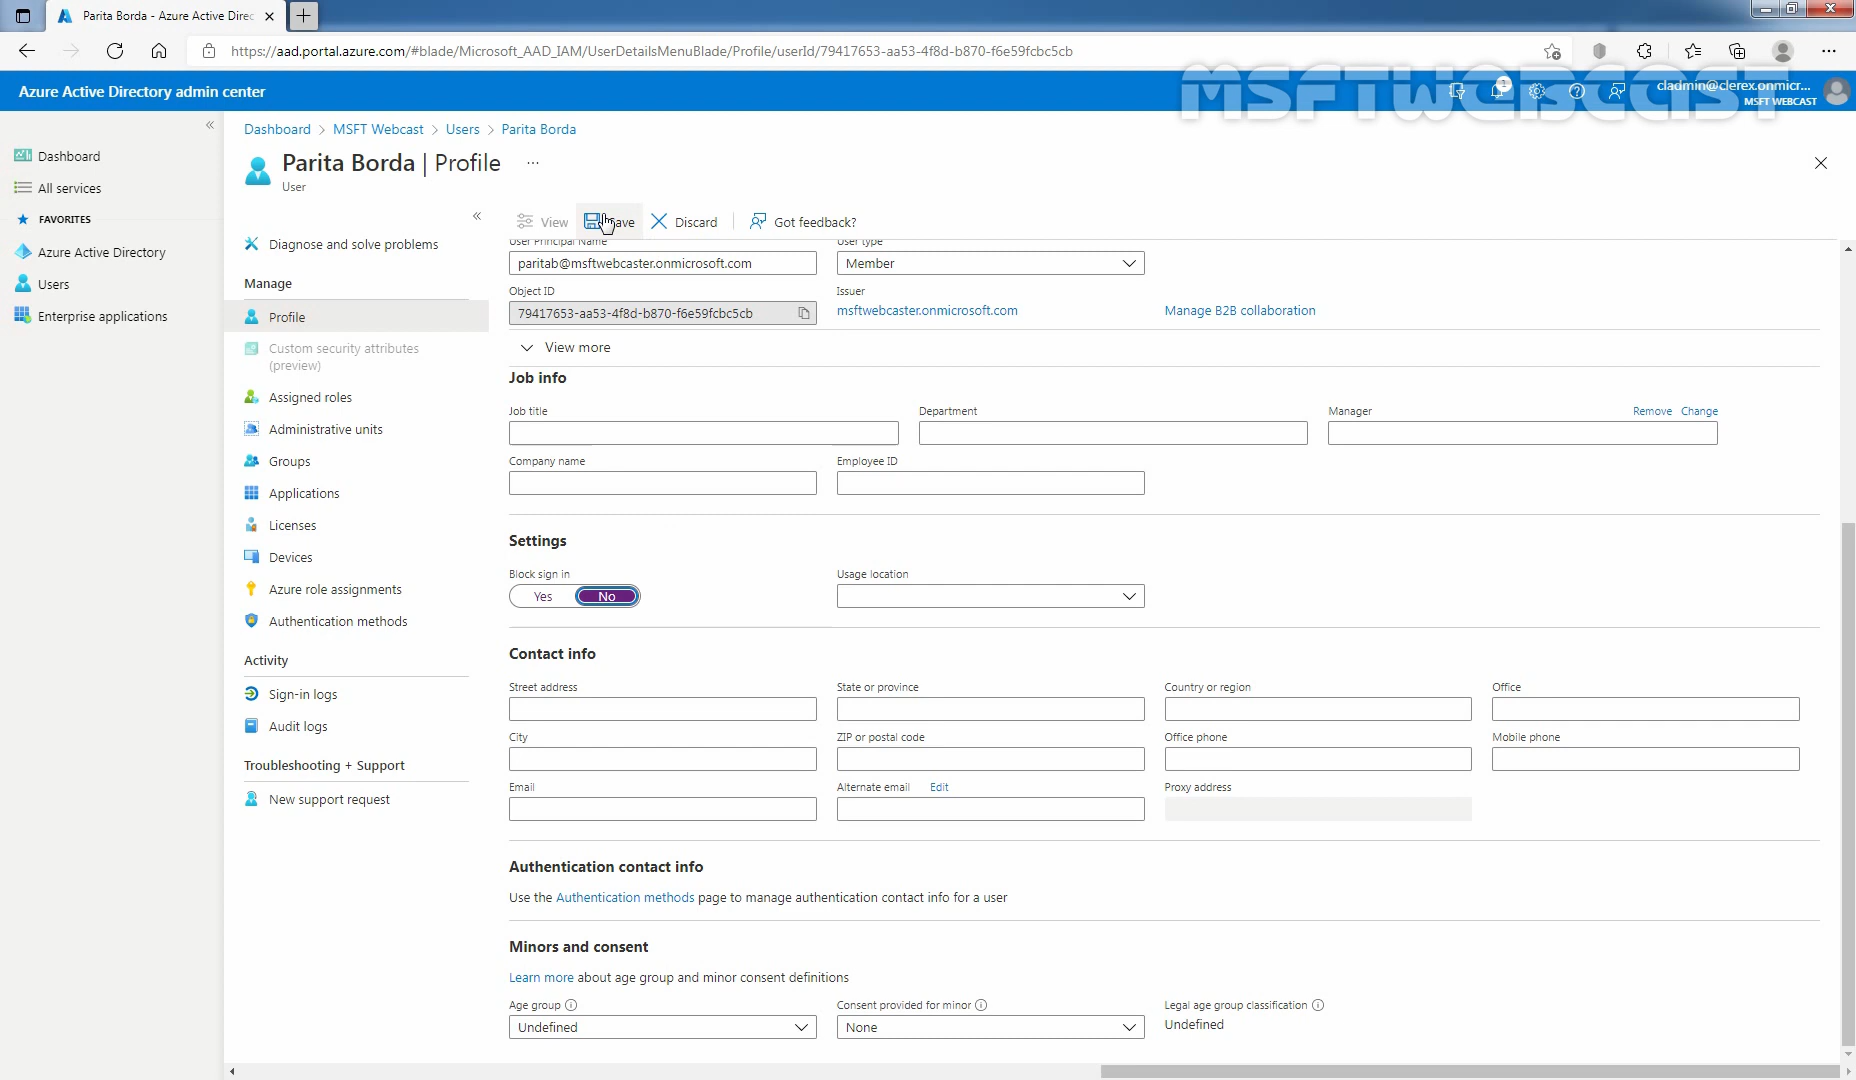 Parita Borda - Azure Active Direc
https://aad.portal.azure.com/#blade/Microsoft_AAD_IAM/UserDetailsMenuBlade/Profile/userId/79417653-aa53-4f8d-b870-f6e59fcbc5cb
MSFTWEBCAST
Azure Active Directory admin center
cladmin@clerex.onmicr...
MSFT WEBCAST
Dashboard > MSFT Webcast > Users > Parita Borda
Parita Borda | Profile ...
User
Dashboard
All services
FAVORITES
Azure Active Directory
Users
Enterprise applications
Diagnose and solve problems
Manage
Profile
Custom security attributes
(preview)
Assigned roles
Administrative units
Groups
Applications
Licenses
Devices
Azure role assignments
Authentication methods
Activity
Sign-in logs
Audit logs
Troubleshooting + Support
New support request
View Save Discard Got feedback?
User Principal Name User type
paritab@msftwebcaster.onmicrosoft.com Member
Object ID Issuer
79417653-aa53-4f8d-b870-f6e59fcbc5cb msftwebcaster.onmicrosoft.com Manage B2B collaboration
View more
Job info
Job title Department Manager Remove Change
Company name Employee ID
Settings
Block sign in Usage location
Yes No
Contact info
Street address State or province Country or region Office
City ZIP or postal code Office phone Mobile phone
Email Alternate email Edit Proxy address
Authentication contact info
Use the Authentication methods page to manage authentication contact info for a user
Minors and consent
Learn more about age group and minor consent definitions
Age group Consent provided for minor Legal age group classification
Undefined None Undefined